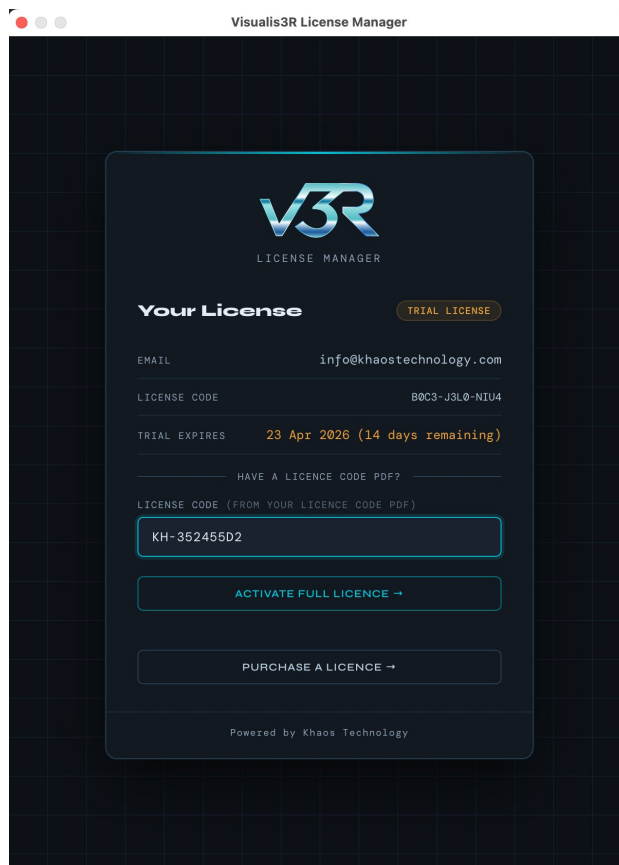 Visualis3R License Manager
V3R
LICENSE MANAGER
Your License
TRIAL LICENSE
EMAIL info@khaostechnology.com
LICENSE CODE B0C3-J3L0-NIU4
TRIAL EXPIRES 23 Apr 2026 (14 days remaining)
HAVE A LICENCE CODE PDF?
LICENSE CODE (FROM YOUR LICENCE CODE PDF)
KH-352455D2
ACTIVATE FULL LICENCE →
PURCHASE A LICENCE →
Powered by Khaos Technology